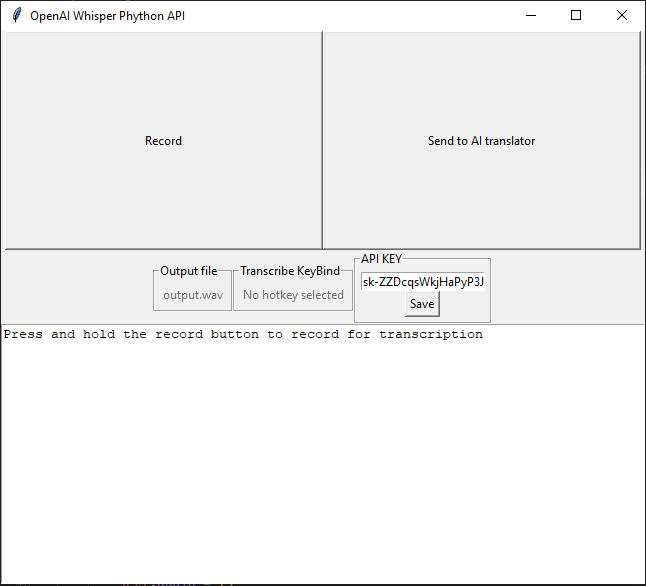 OpenAI Whisper Phython API
Record
Send to AI translator
Output file
output.wav
Transcribe KeyBind
No hotkey selected
API KEY
sk-ZZDcqsWkjHaPyP3J
Save
Press and hold the record button to record for transcription